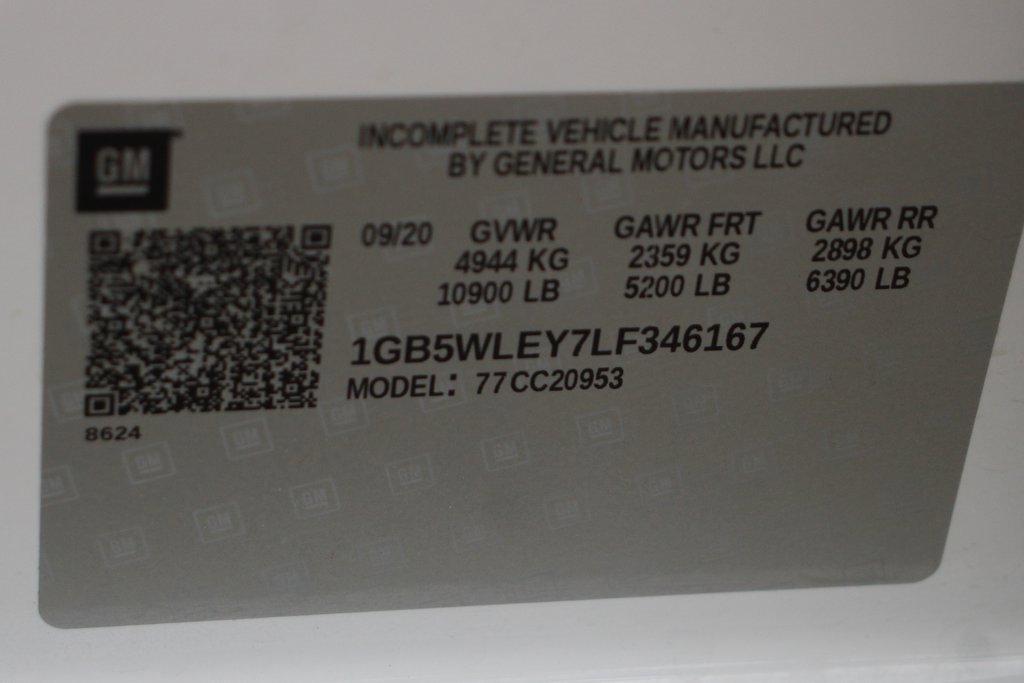 GM
INCOMPLETE VEHICLE MANUFACTURED
BY GENERAL MOTORS LLC
09/20 GVWR GAWR FRT GAWR RR
4944 KG 2359 KG 2898 KG
10900 LB 5200 LB 6390 LB
1GB5WLEY7LF346167
MODEL: 77CC20953
8624